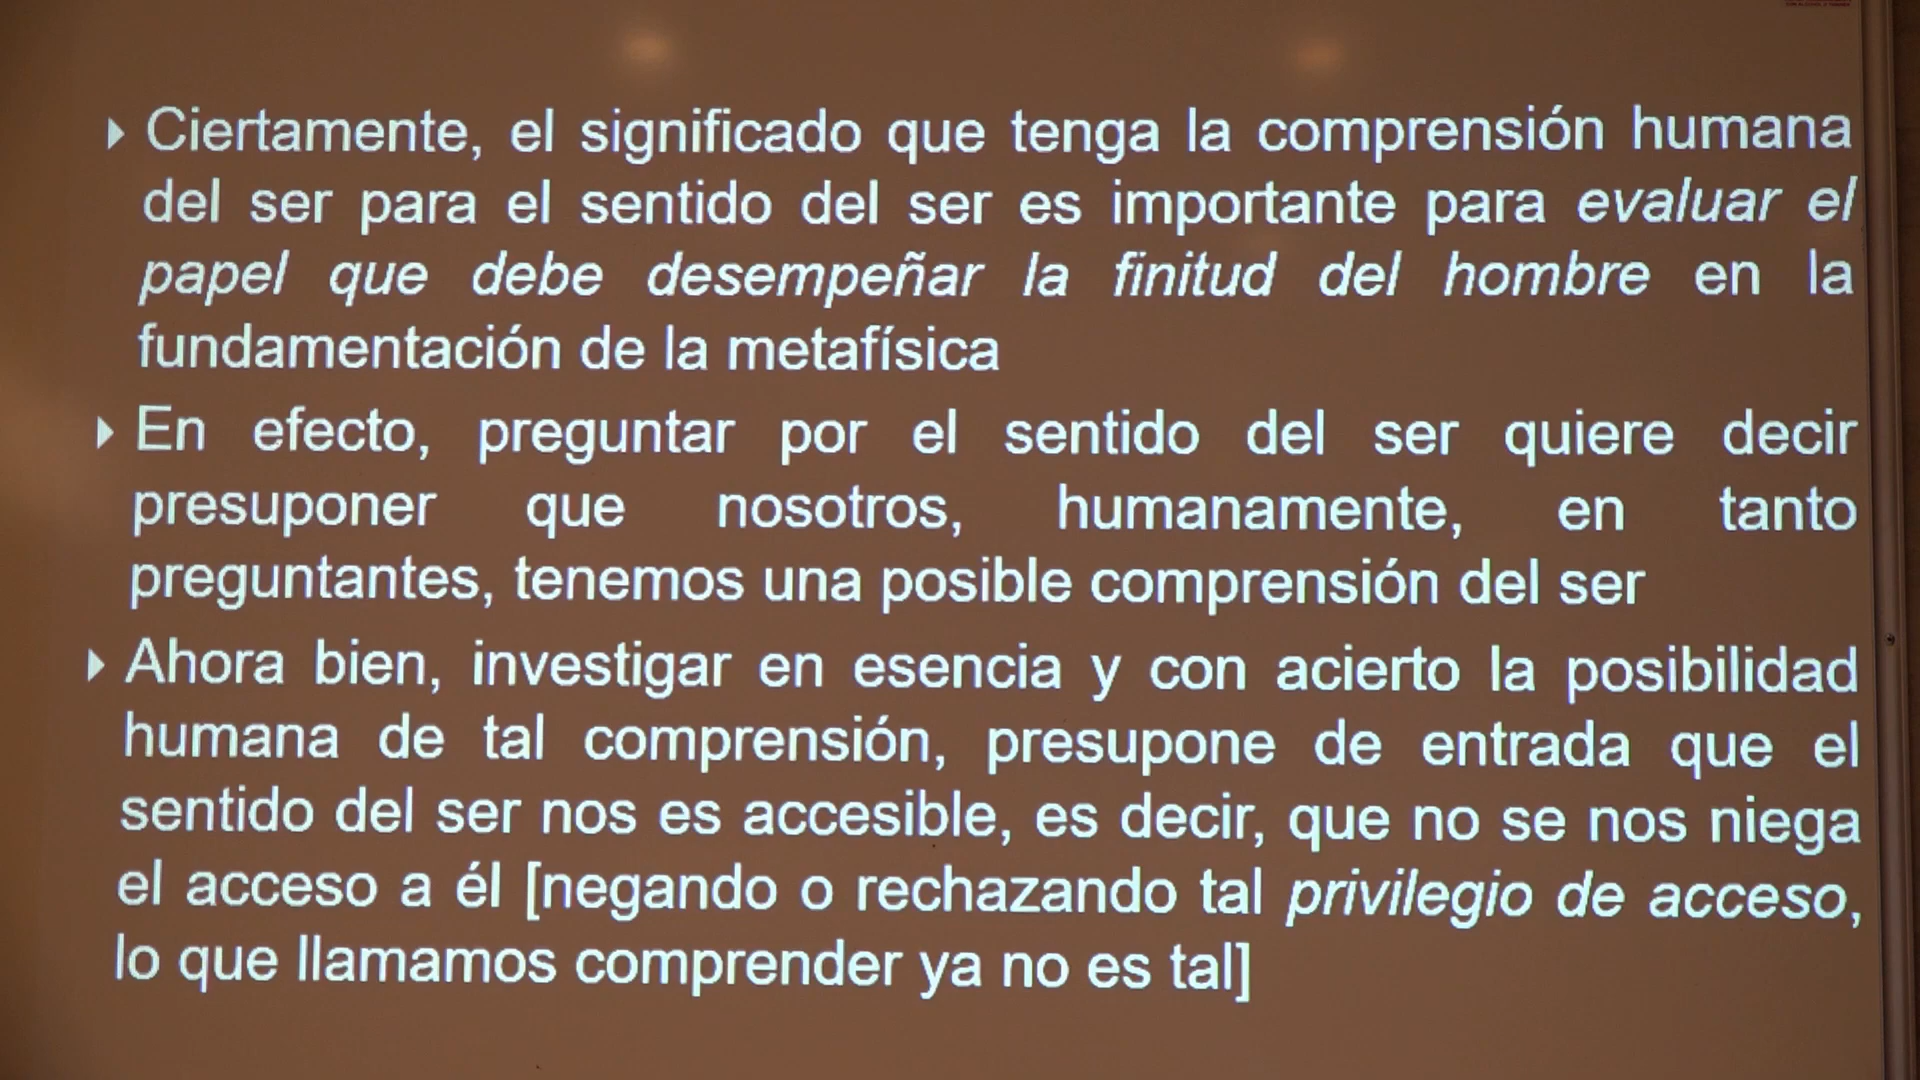 Ciertamente, el significado que tenga la comprensión humana
del ser para el sentido del ser es importante para evaluar el
papel que debe desempeñar la finitud del hombre en la
fundamentación de la metafísica
En efecto, preguntar por el sentido del ser quiere decir
presuponer que nosotros, humanamente, en tanto
preguntantes, tenemos una posible comprensión del ser
Ahora bien, investigar en esencia y con acierto la posibilidad
humana de tal comprensión, presupone de entrada que el
sentido del ser nos es accesible, es decir, que no se nos niega
el acceso a él [negando o rechazando tal privilegio de acceso,
lo que llamamos comprender ya no es tal]